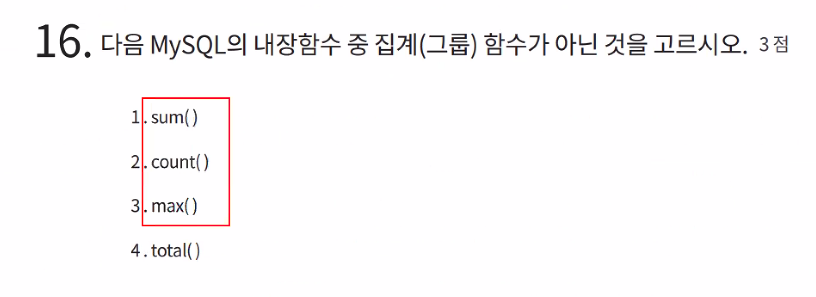 16. 다음 MySQL의 내장함수 중 집계(그룹) 함수가 아닌 것을 고르시오. 3점
1. sum()
2. count()
3. max()
4. total()